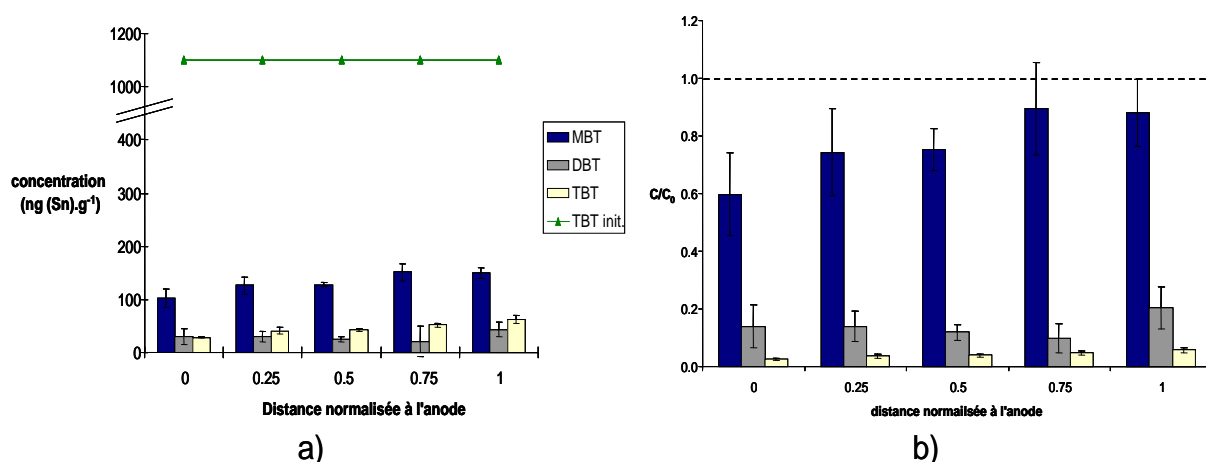 1200
1000
400
300
200
100
0
concentration
(ng (Sn).g⁻¹)
0 0.25 0.5 0.75 1
Distance normalisée à l'anode
a)
MBT
DBT
TBT
TBT init.
1.2
1.0
0.8
0.6
0.4
0.2
0.0
C/C₀
0 0.25 0.5 0.75 1
distance normailsée à l'anode
b)